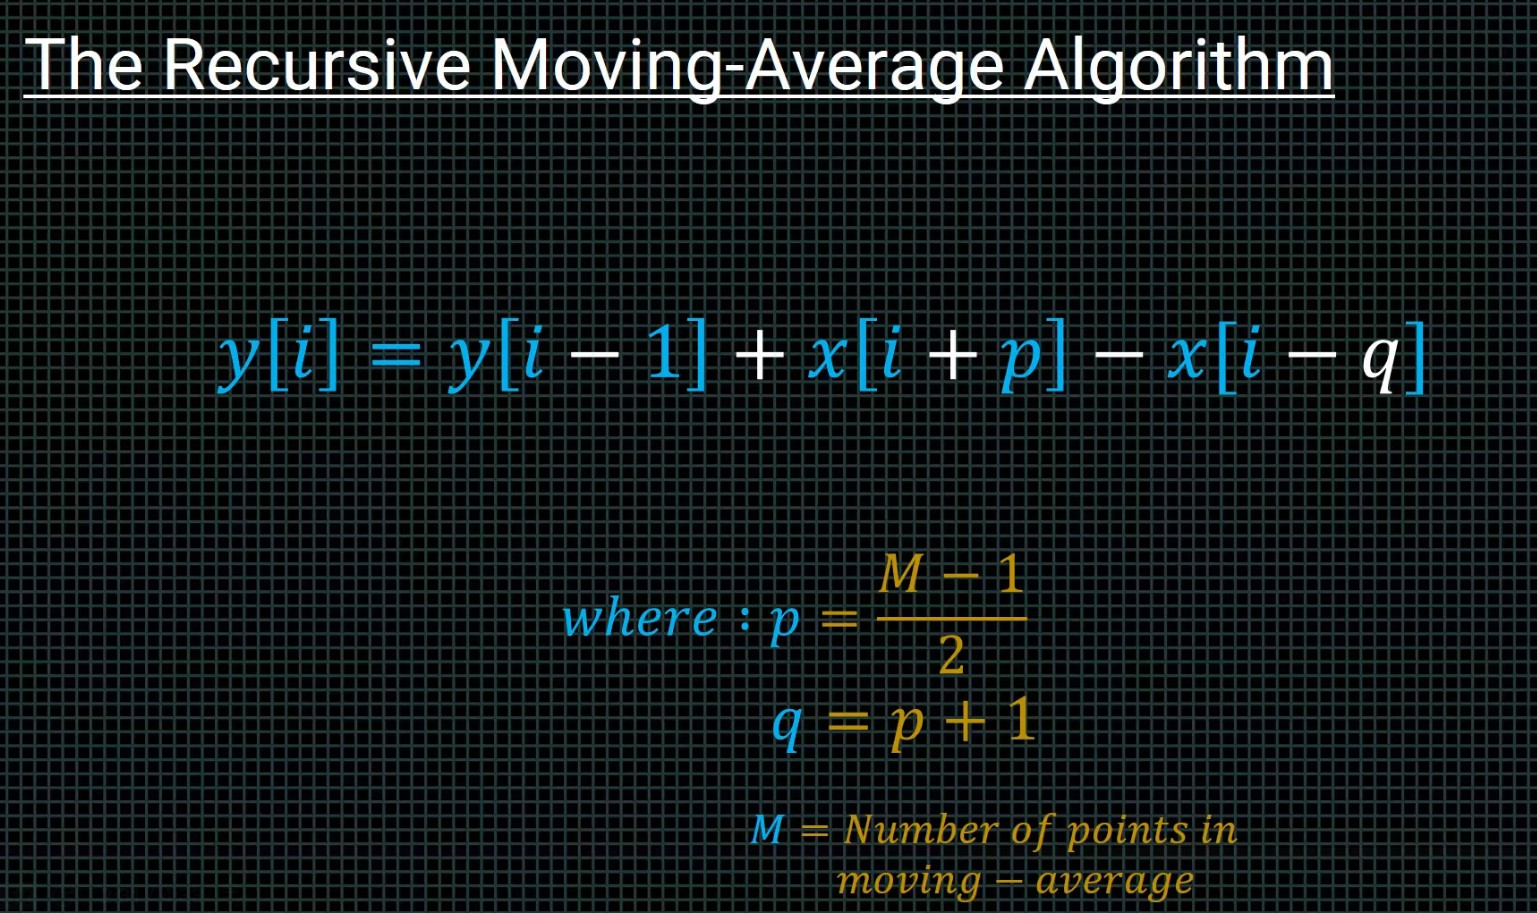 The Recursive Moving-Average Algorithm
y[i] = y[i − 1] + x[i + p] − x[i − q]
where : p = \frac{M − 1}{2}
q = p + 1
M = Number of points in
moving − average